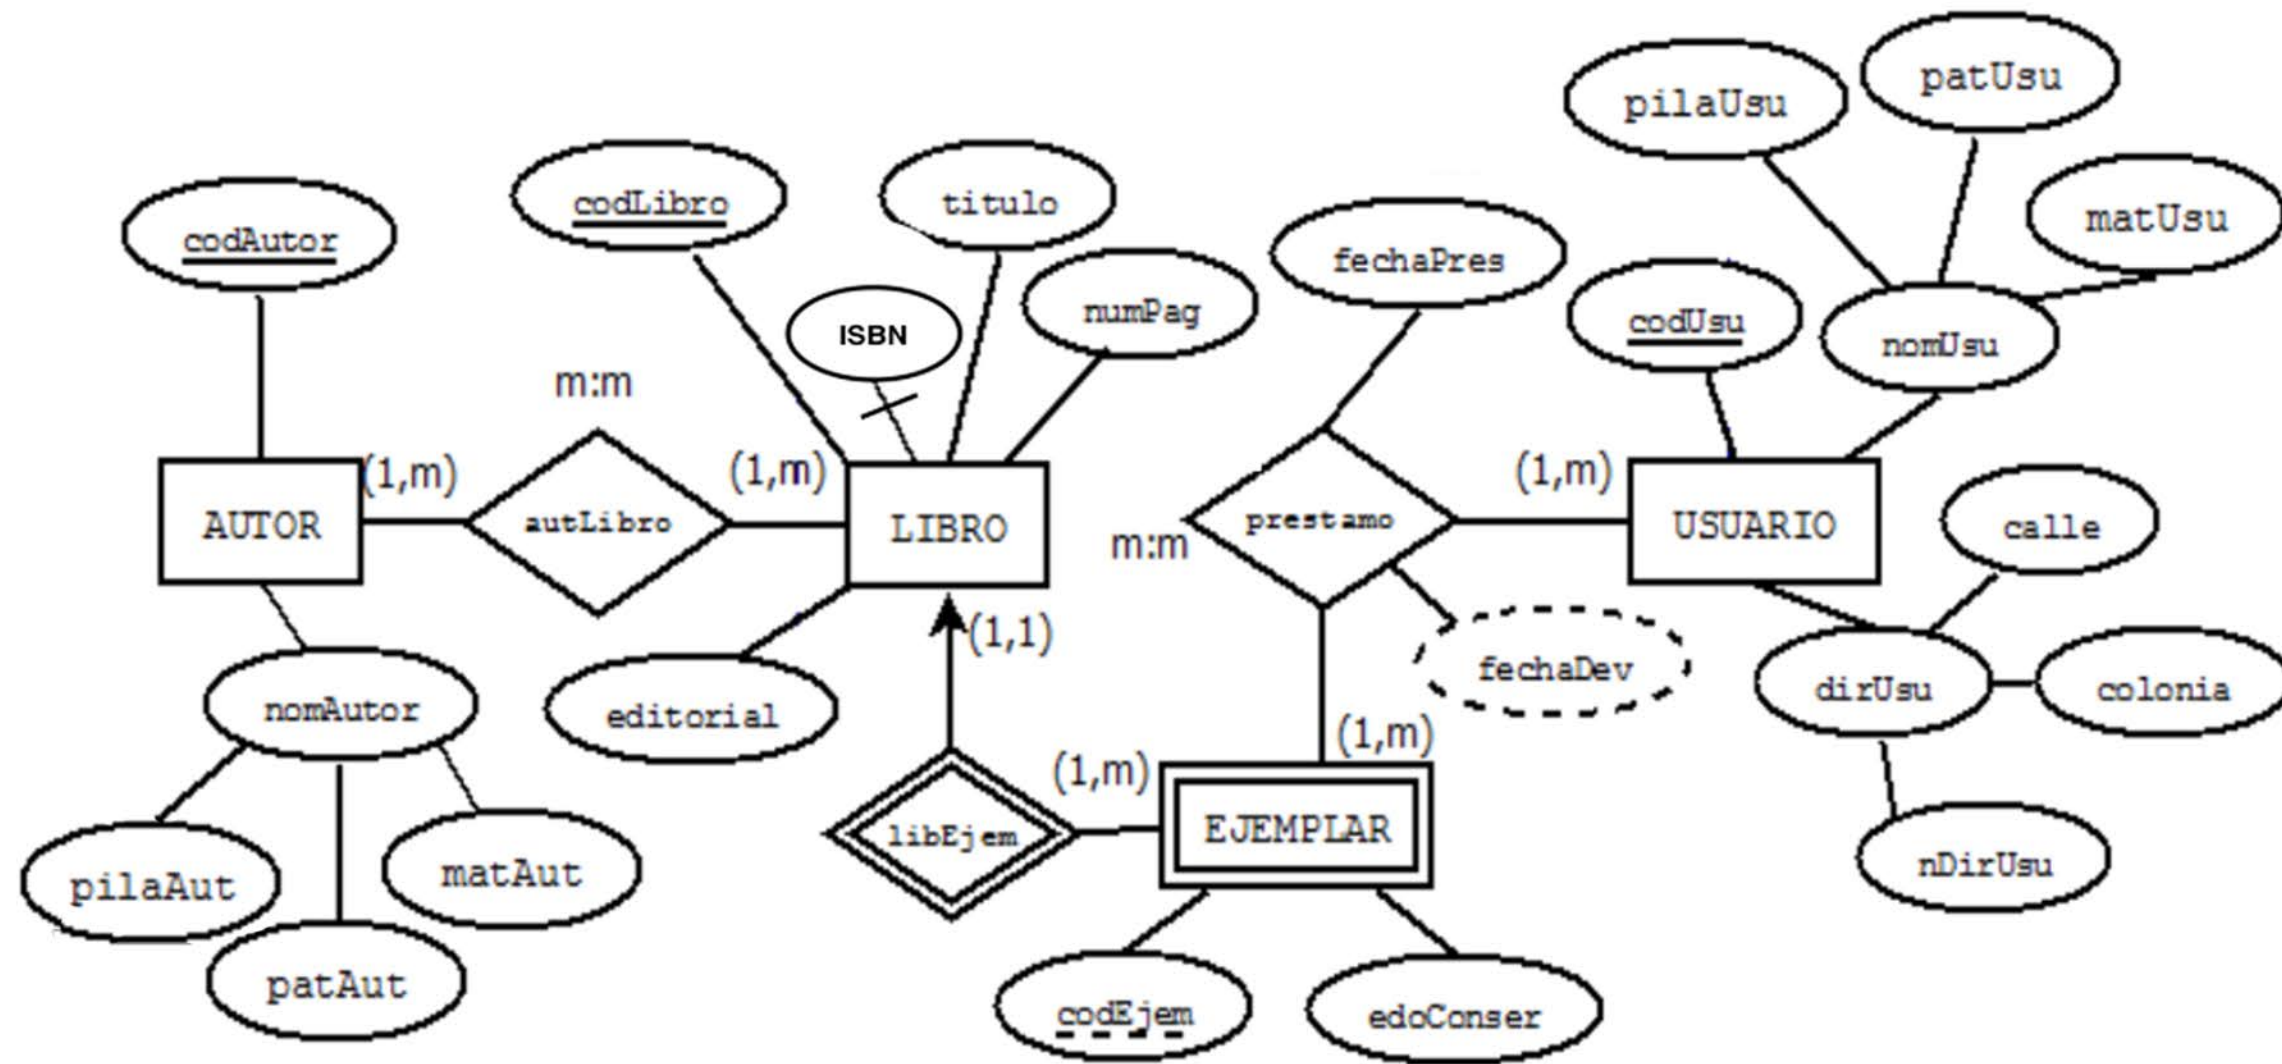 pilaUsu
patUsu
codLibro
titulo
matUsu
codAutor
fechaPres
numPag
codUsu
ISBN
nomUsu
m:m
(1,m)
(1,m)
(1,m)
AUTOR
autLibro
LIBRO
prestamo
USUARIO
calle
m:m
(1,1)
fechaDev
dirUsu
colonia
nomAutor
editorial
(1,m)
(1,m)
libEjem
EJEMPLAR
pilaAut
matAut
nDirUsu
patAut
codEjem
edoConser